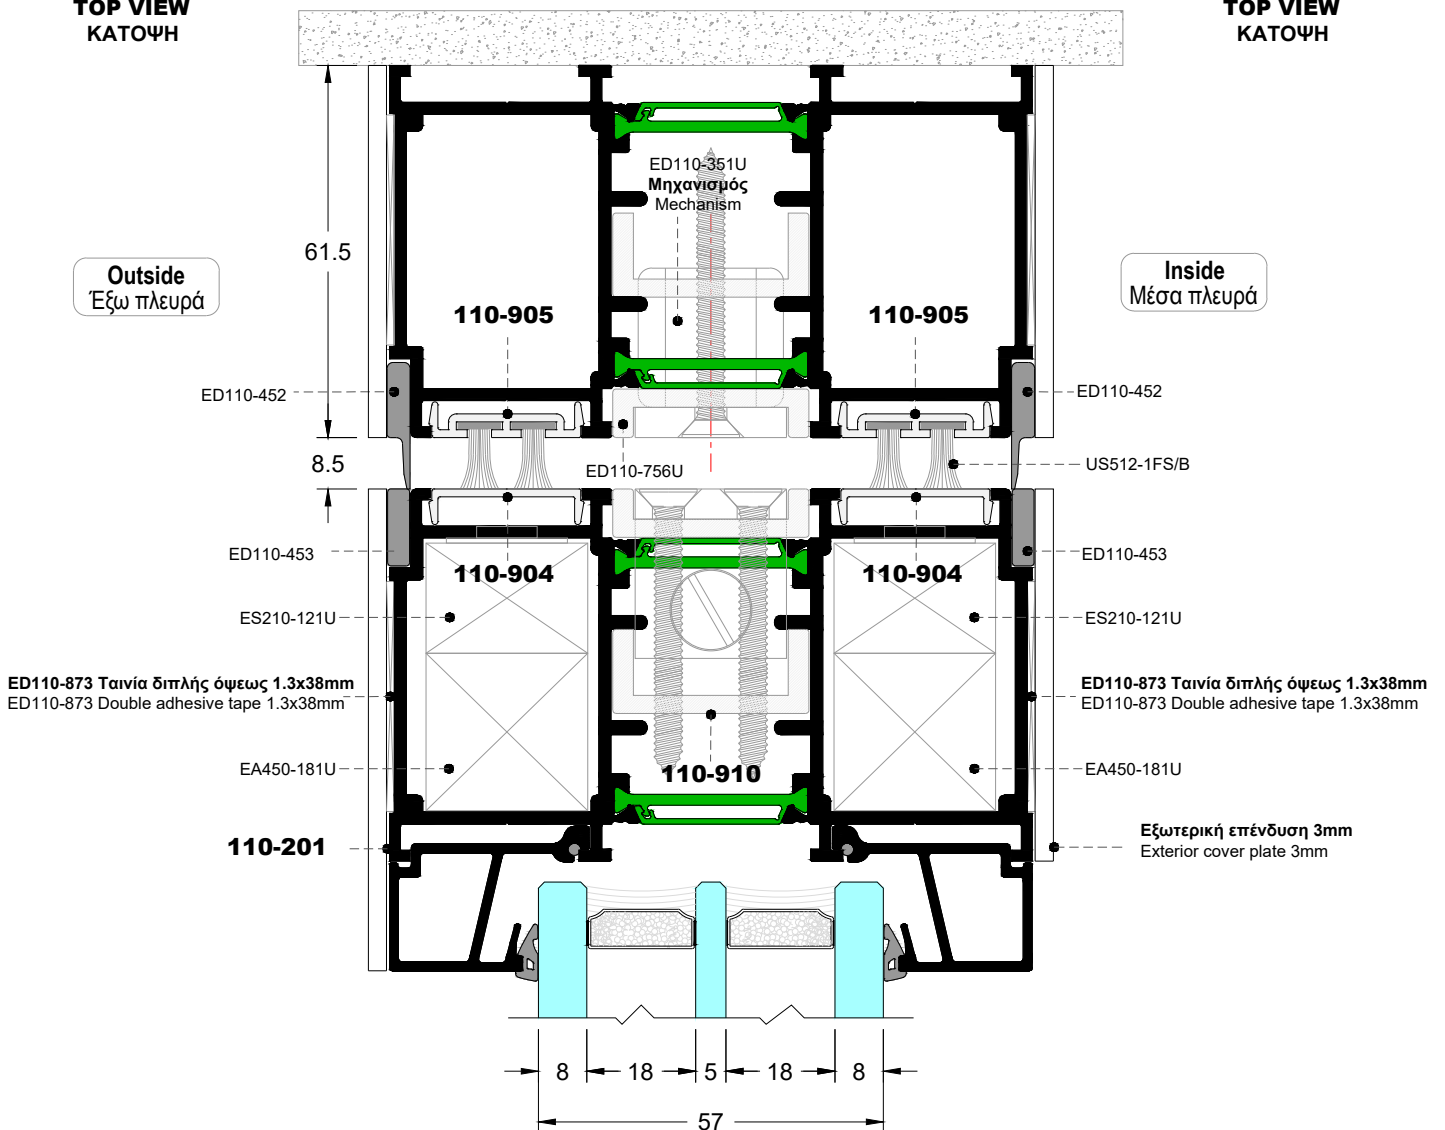 TOP VIEW
ΚΑΤΟΨΗ
TOP VIEW
ΚΑΤΟΨΗ
ED110-351U
Μηχανισμός
Mechanism
61.5
Outside
Έξω πλευρά
Inside
Μέσα πλευρά
110-905
110-905
ED110-452
ED110-452
8.5
ED110-756U
US512-1FS/B
ED110-453
ED110-453
110-904
110-904
ES210-121U
ES210-121U
ED110-873 Ταινία διπλής όψεως 1.3x38mm
ED110-873 Double adhesive tape 1.3x38mm
ED110-873 Ταινία διπλής όψεως 1.3x38mm
ED110-873 Double adhesive tape 1.3x38mm
EA450-181U
110-910
EA450-181U
110-201
Εξωτερική επένδυση 3mm
Exterior cover plate 3mm
8 18 5 18 8
57